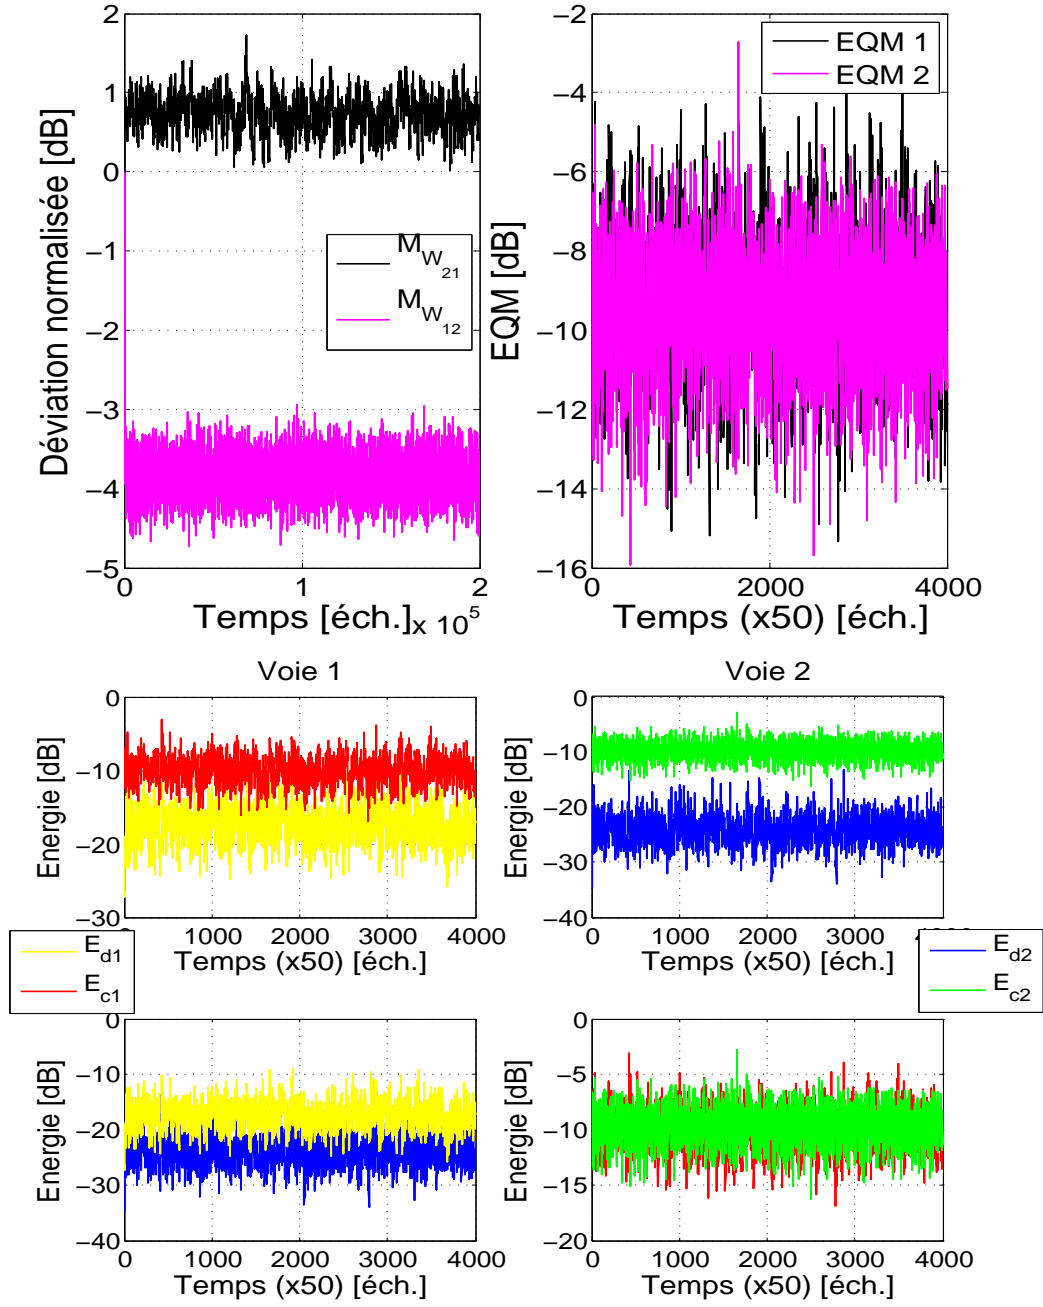 2
1
0
−1
−2
−3
−4
−5
Déviation normalisée [dB]
M_W_21
M_W_12
0
1
2
Temps [éch.]
x 10^5
−2
−4
−6
−8
−10
−12
−14
−16
EQM [dB]
EQM 1
EQM 2
0
2000
4000
Temps (x50) [éch.]
Voie 1
0
−10
−20
−30
Energie [dB]
0
1000
2000
3000
4000
Temps (x50) [éch.]
E_d1
E_c1
Voie 2
0
−10
−20
−30
−40
Energie [dB]
0
1000
2000
3000
4000
Temps (x50) [éch.]
E_d2
E_c2
0
−10
−20
−30
−40
Energie [dB]
0
1000
2000
3000
4000
Temps (x50) [éch.]
0
−5
−10
−15
−20
Energie [dB]
0
1000
2000
3000
4000
Temps (x50) [éch.]